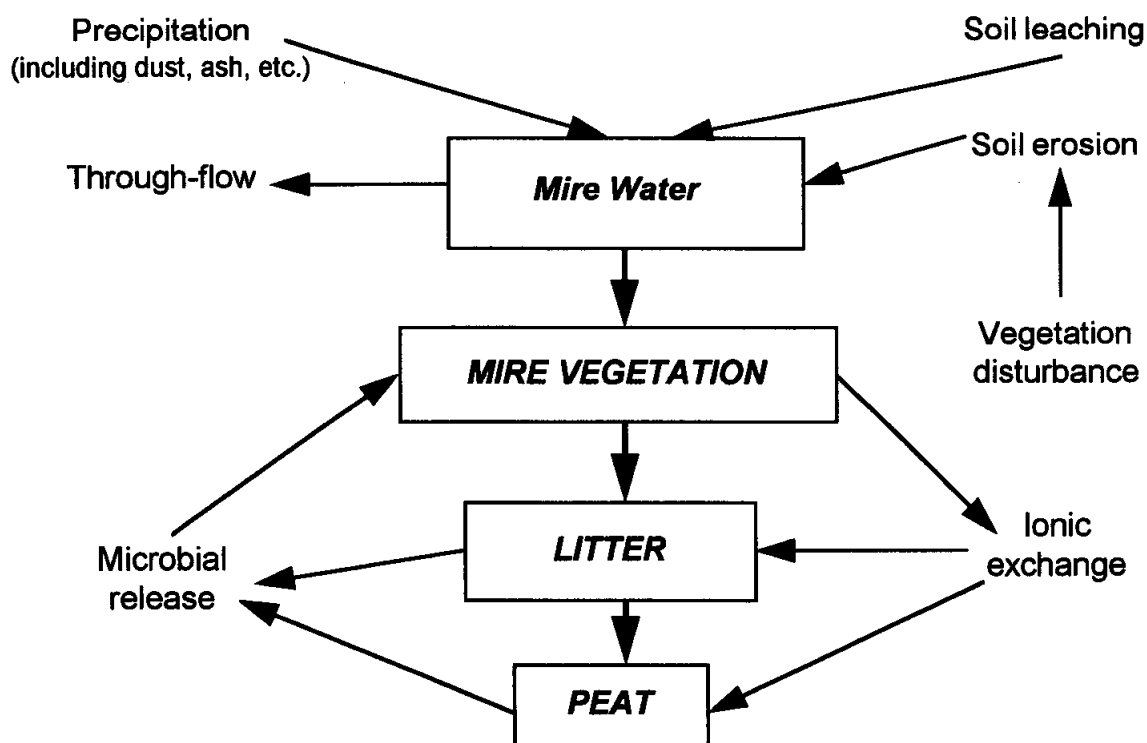 Precipitation
(including dust, ash, etc.)
Soil leaching
Soil erosion
Through-flow
Mire Water
Vegetation
disturbance
MIRE VEGETATION
Microbial
release
LITTER
Ionic
exchange
PEAT